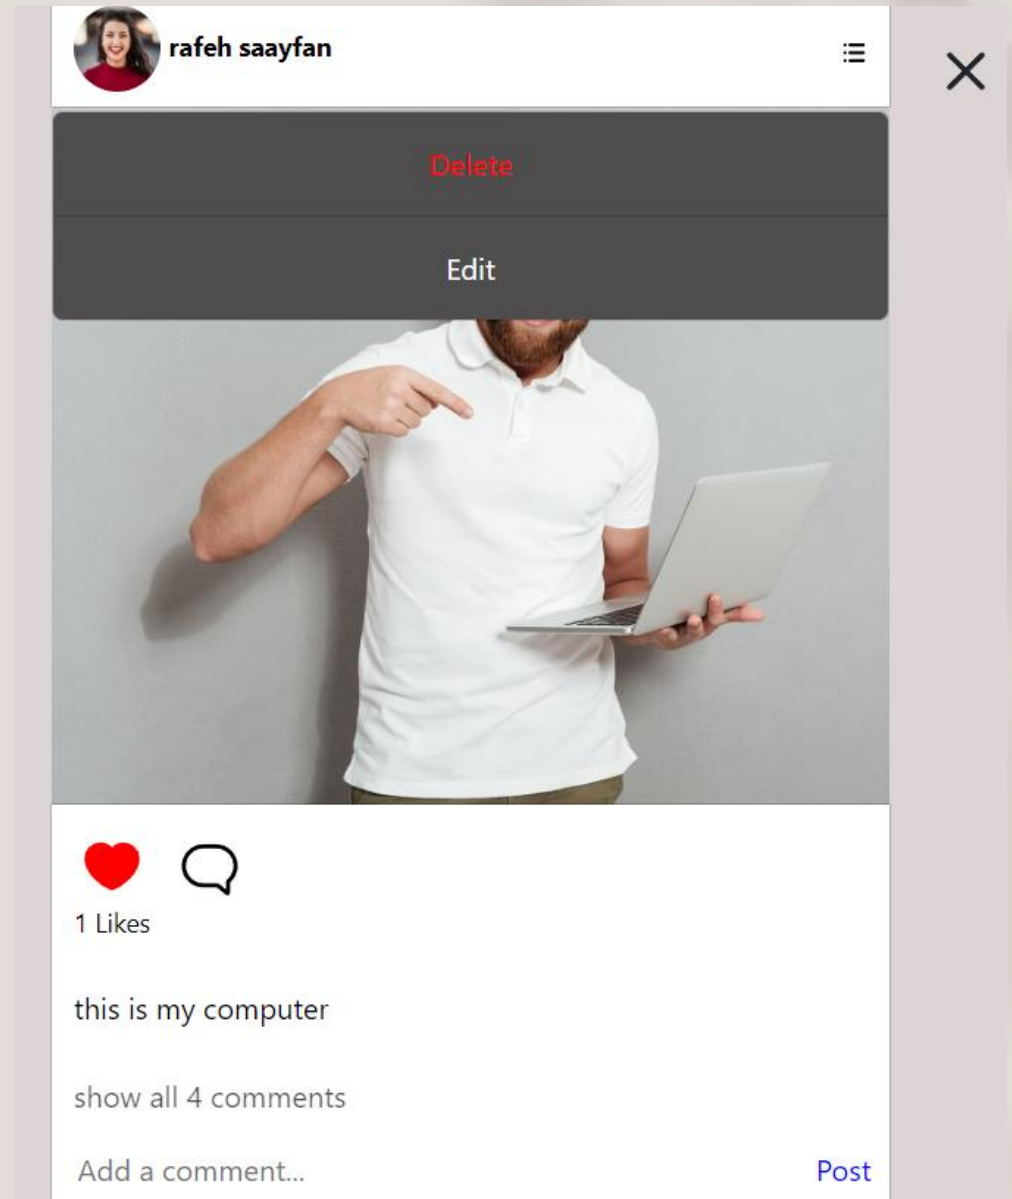 rafeh saayfan
Delete
Edit
1 Likes
this is my computer
show all 4 comments
Add a comment...
Post